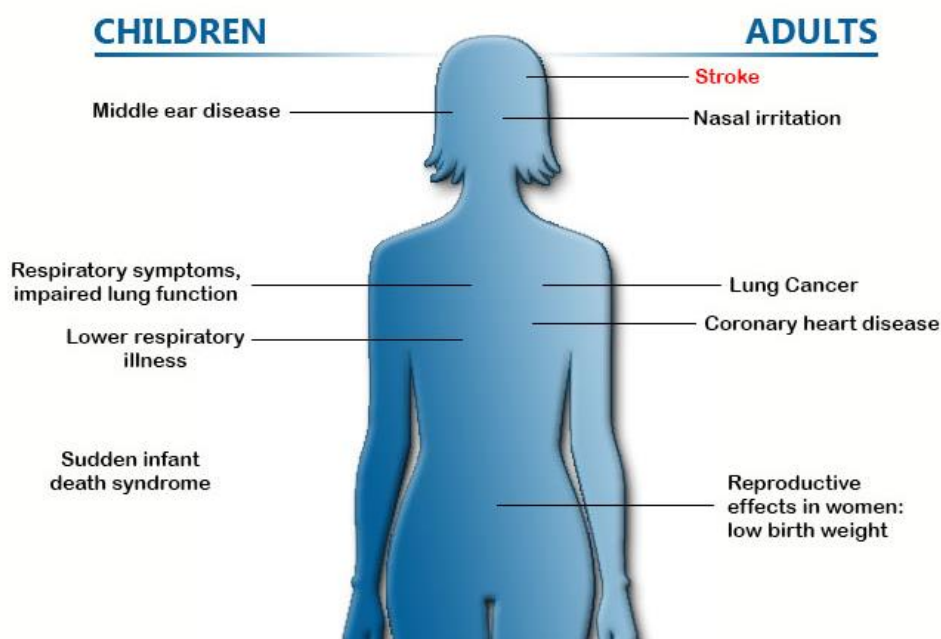 CHILDREN
Middle ear disease
Respiratory symptoms,
impaired lung function
Lower respiratory
illness
Sudden infant
death syndrome
ADULTS
Stroke
Nasal irritation
Lung Cancer
Coronary heart disease
Reproductive
effects in women:
low birth weight